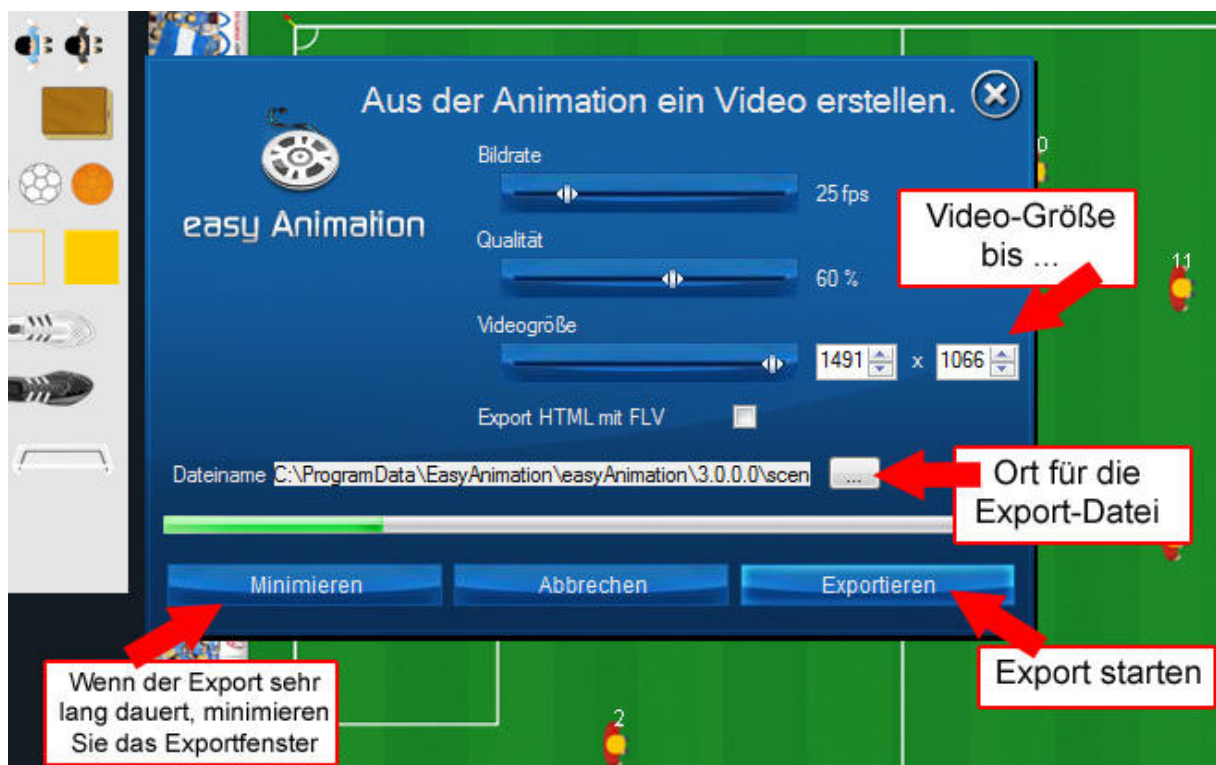 Aus der Animation ein Video erstellen.
easy Animation
Bildrate
25 fps
Qualität
60 %
Videogröße
1491 x 1066
Export HTML mit FLV
Dateiname C:\ProgramData\EasyAnimation\easyAnimation\3.0.0.0\scen ...
Minimieren Abbrechen Exportieren
Video-Größe
bis ...
Ort für die
Export-Datei
Export starten
Wenn der Export sehr
lang dauert, minimieren
Sie das Exportfenster
11
2